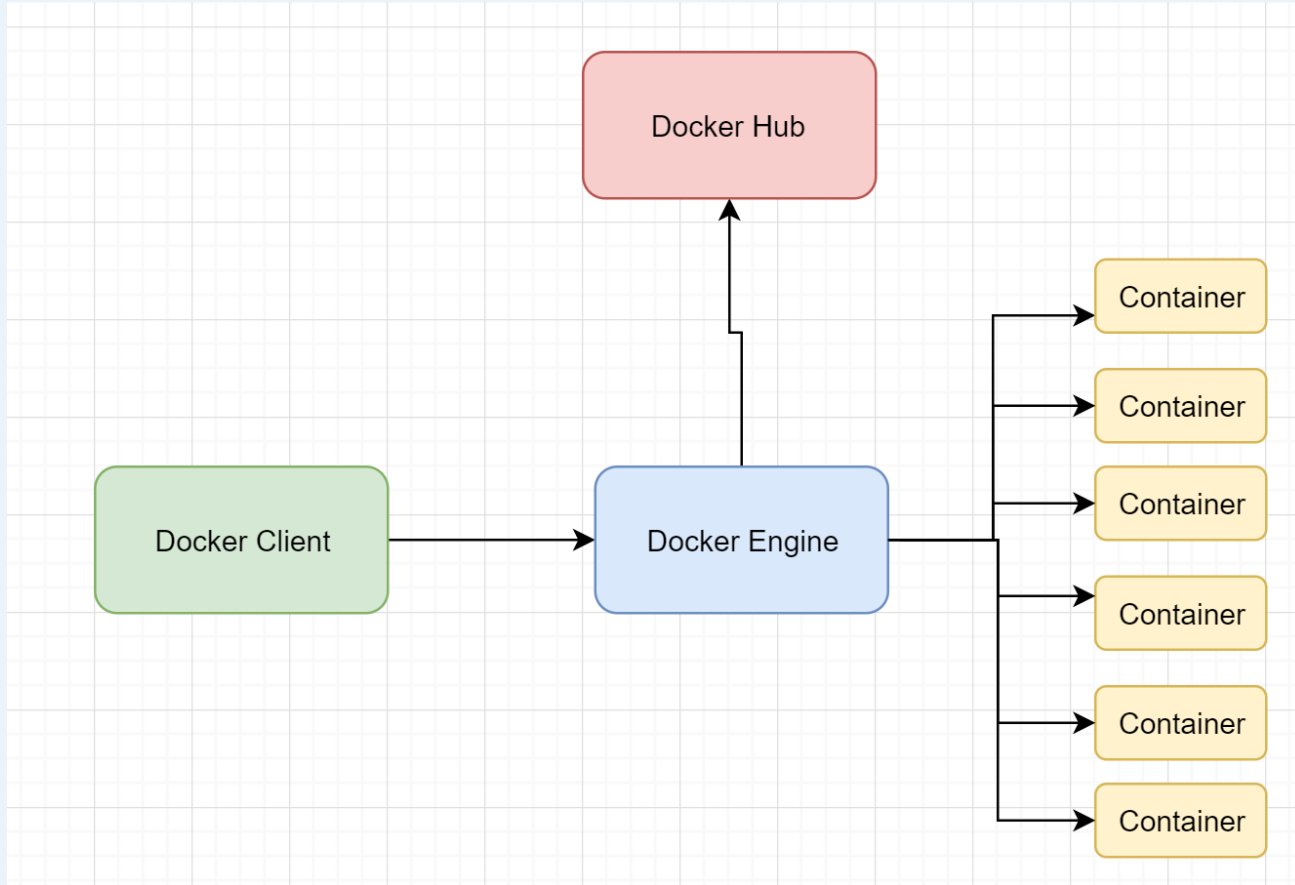 Docker Hub
Container
Container
Docker Client
Docker Engine
Container
Container
Container
Container